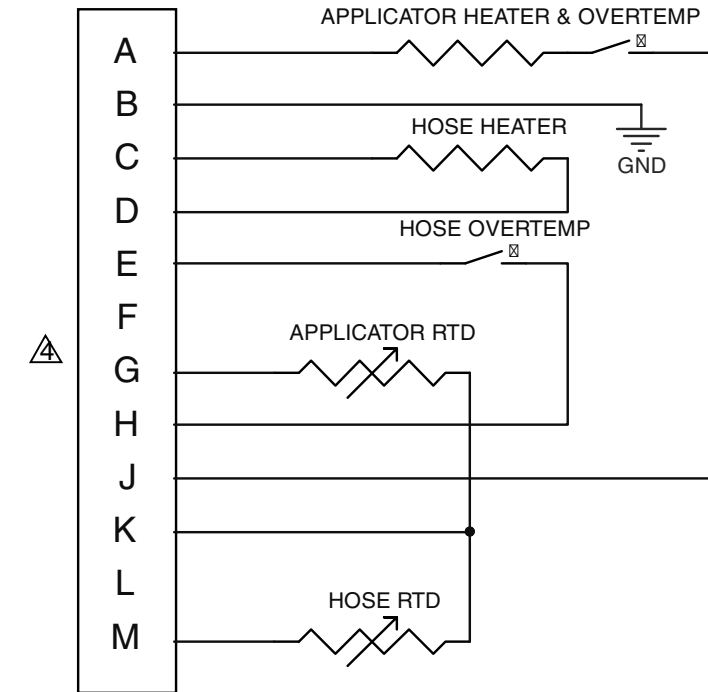 APPLICATOR HEATER & OVERTEMP
A
B
HOSE HEATER
C
GND
D
HOSE OVERTEMP
E
F
APPLICATOR RTD
4
G
H
J
K
L
HOSE RTD
M